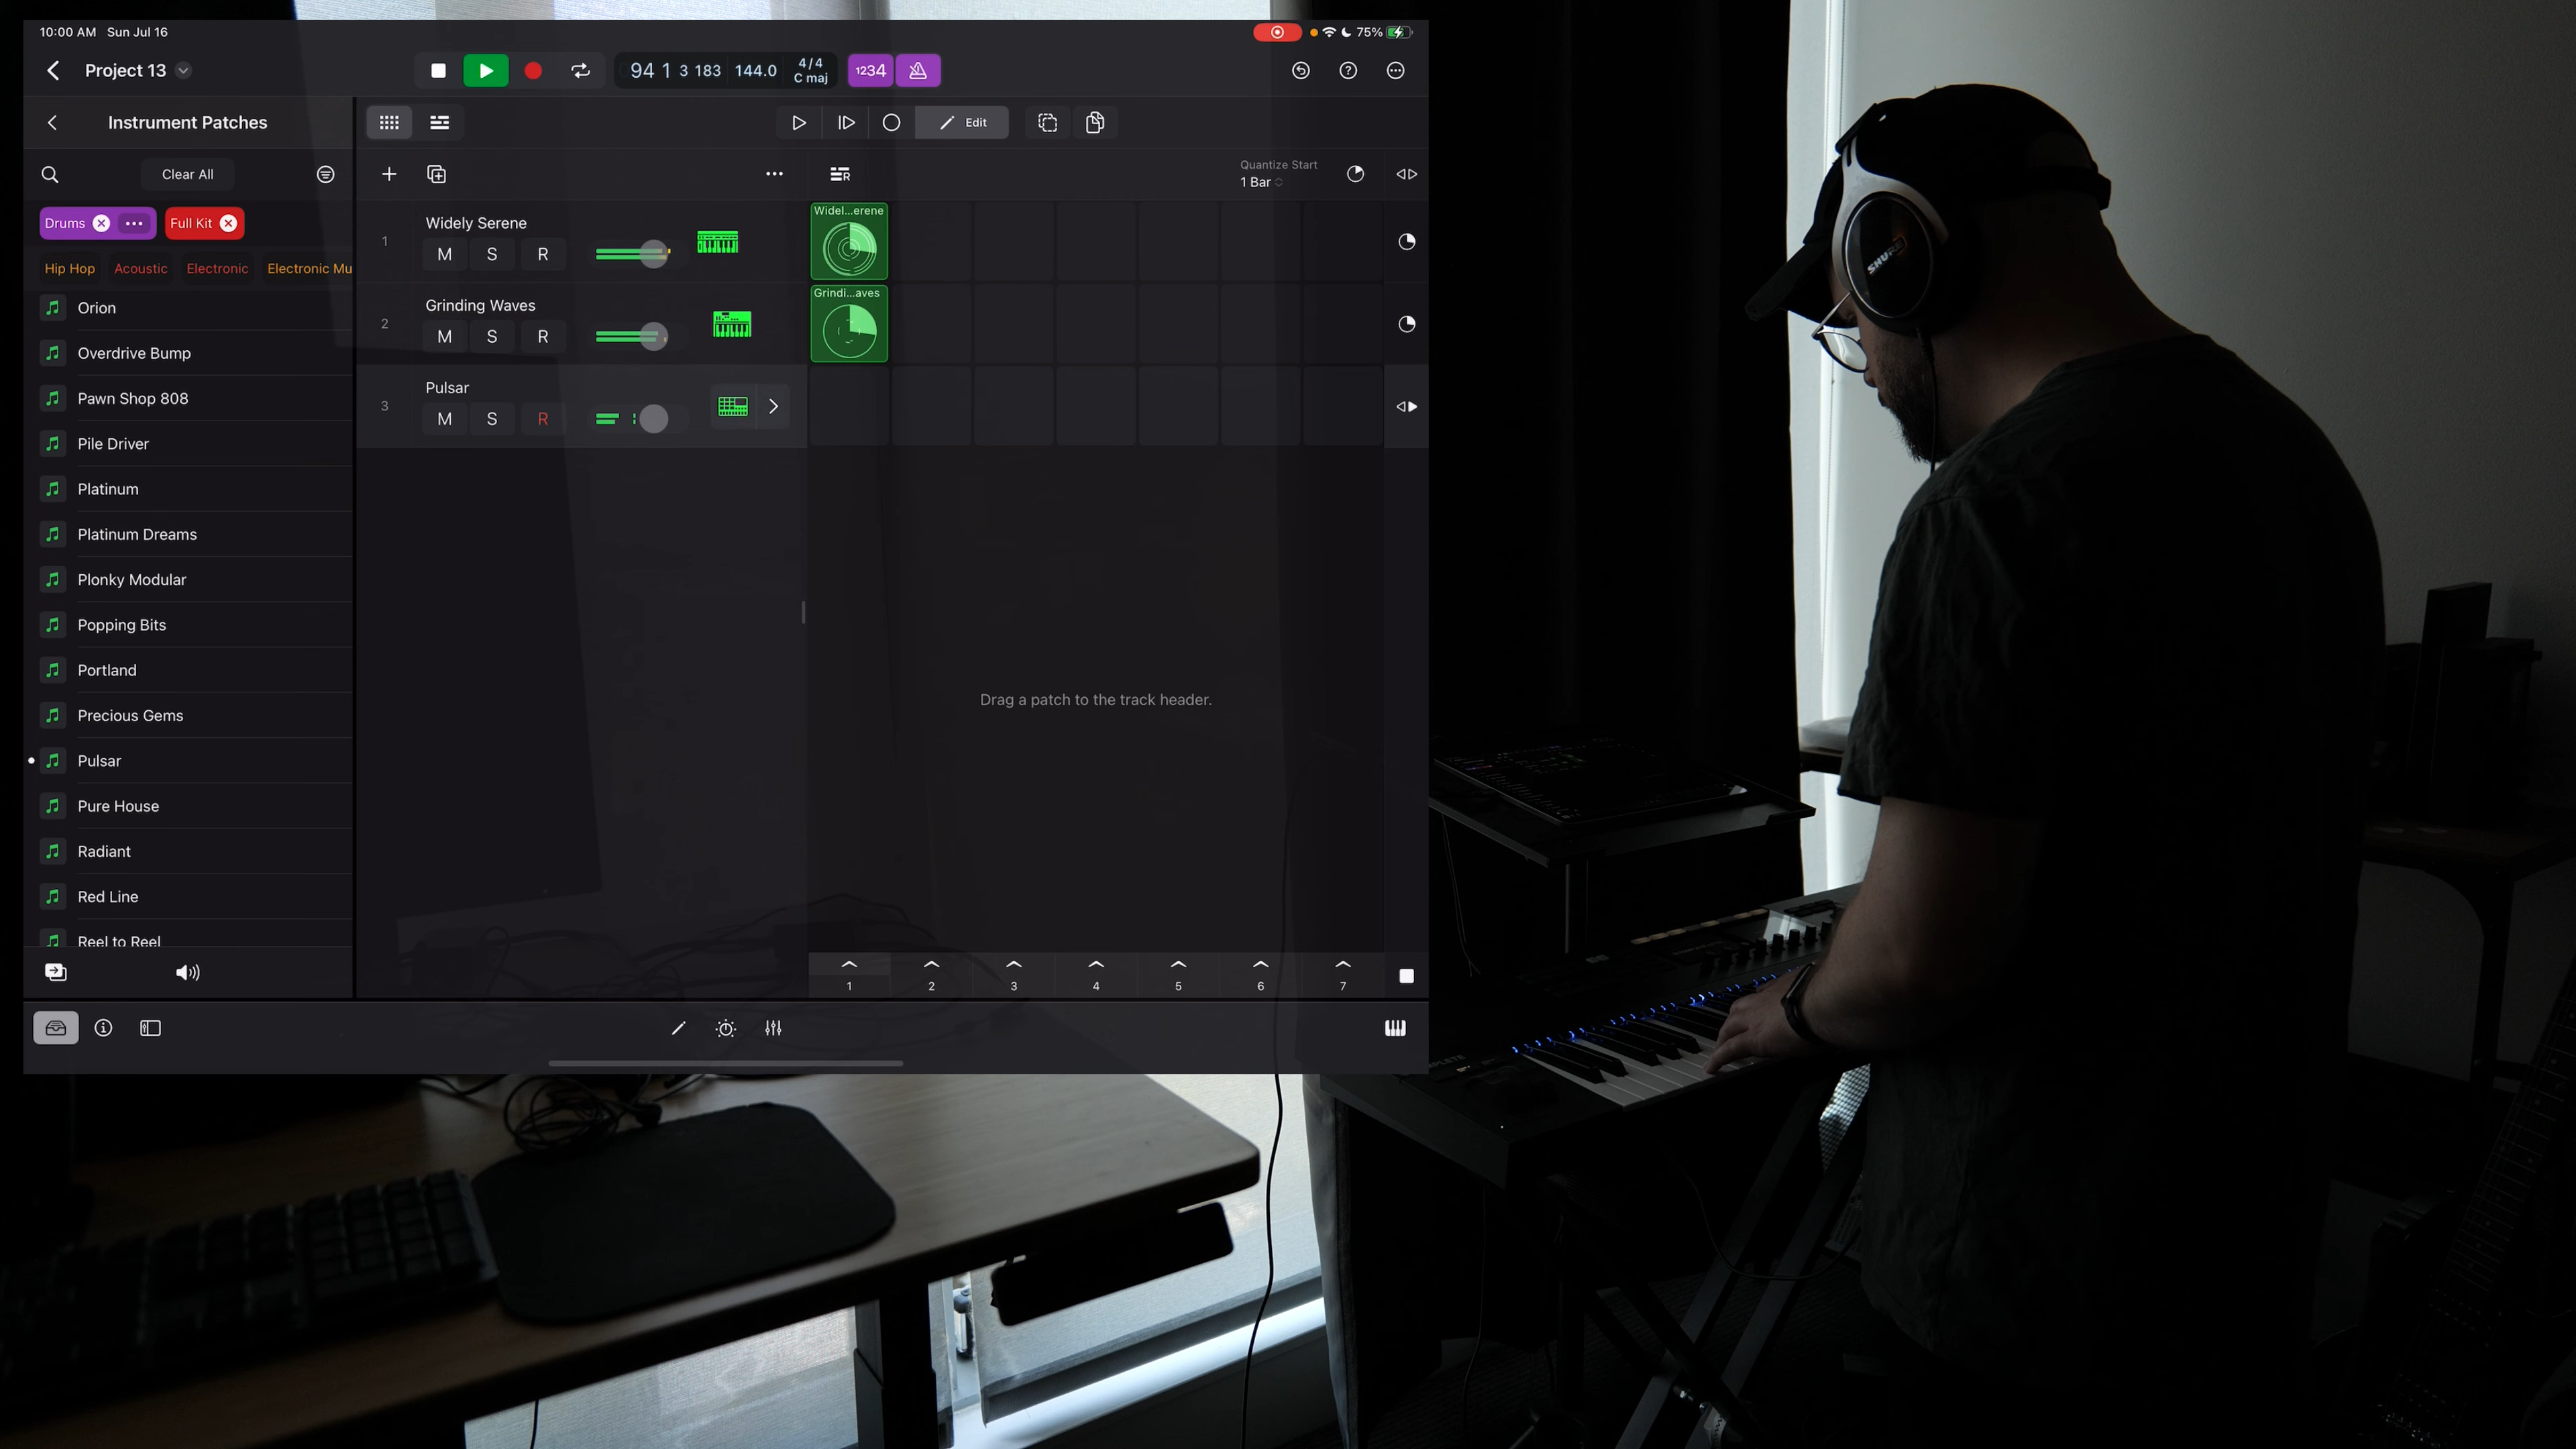 10:00 AM Sun Jul 16
75%
Project 13
94 1 3 183 144.0 4/4 C maj
1234
Instrument Patches
Edit
Clear All
Quantize Start
1 Bar
Drums
Full Kit
Hip Hop Acoustic Electronic Electronic Mu
1
Widely Serene
M S R
Widel...erene
2
Grinding Waves
M S R
Grindi...aves
3
Pulsar
M S R
Orion
Overdrive Bump
Pawn Shop 808
Pile Driver
Platinum
Platinum Dreams
Plonky Modular
Popping Bits
Portland
Precious Gems
Pulsar
Pure House
Radiant
Red Line
Reel to Reel
Drag a patch to the track header.
1 2 3 4 5 6 7
SHURE